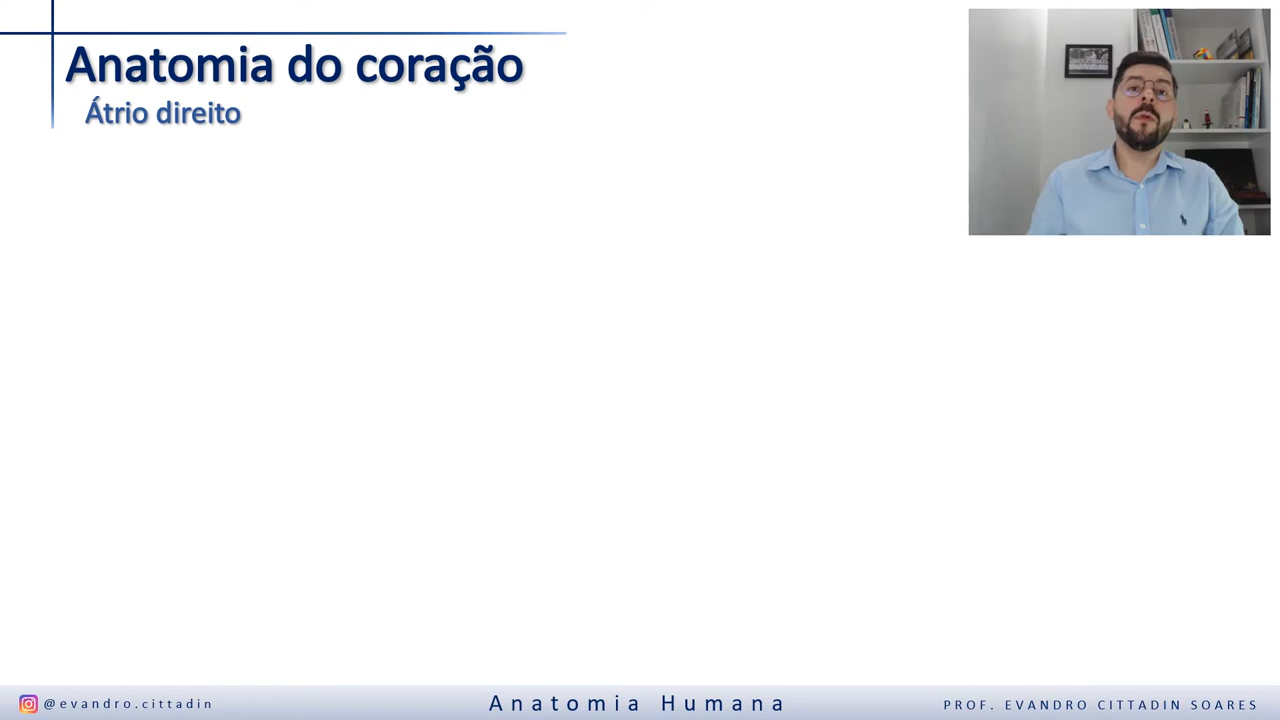 Anatomia do coração
Átrio direito
@evandro.cittadin
Anatomia Humana
PROF. EVANDRO CITTADIN SOARES